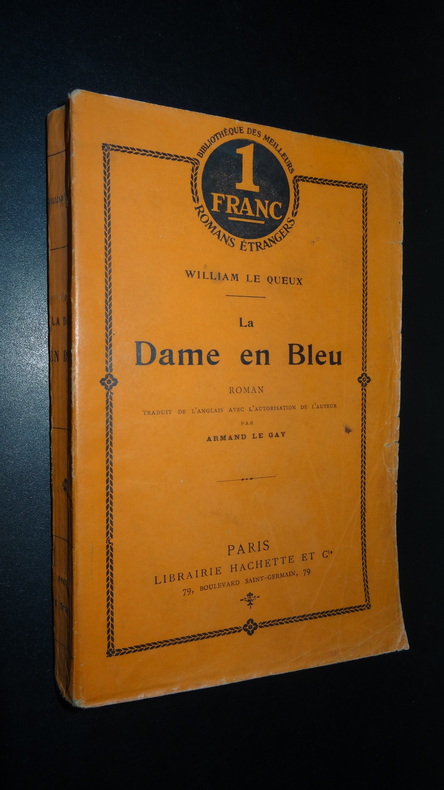 BIBLIOTHÈQUE DES MEILLEURS
1
FRANC
ROMANS ÉTRANGERS
WILLIAM LE QUEUX
La
Dame en Bleu
ROMAN
TRADUIT DE L'ANGLAIS AVEC L'AUTORISATION DE L'AUTEUR
PAR
ARMAND LE GAY
PARIS
LIBRAIRIE HACHETTE ET Cie
79, BOULEVARD SAINT-GERMAIN, 79